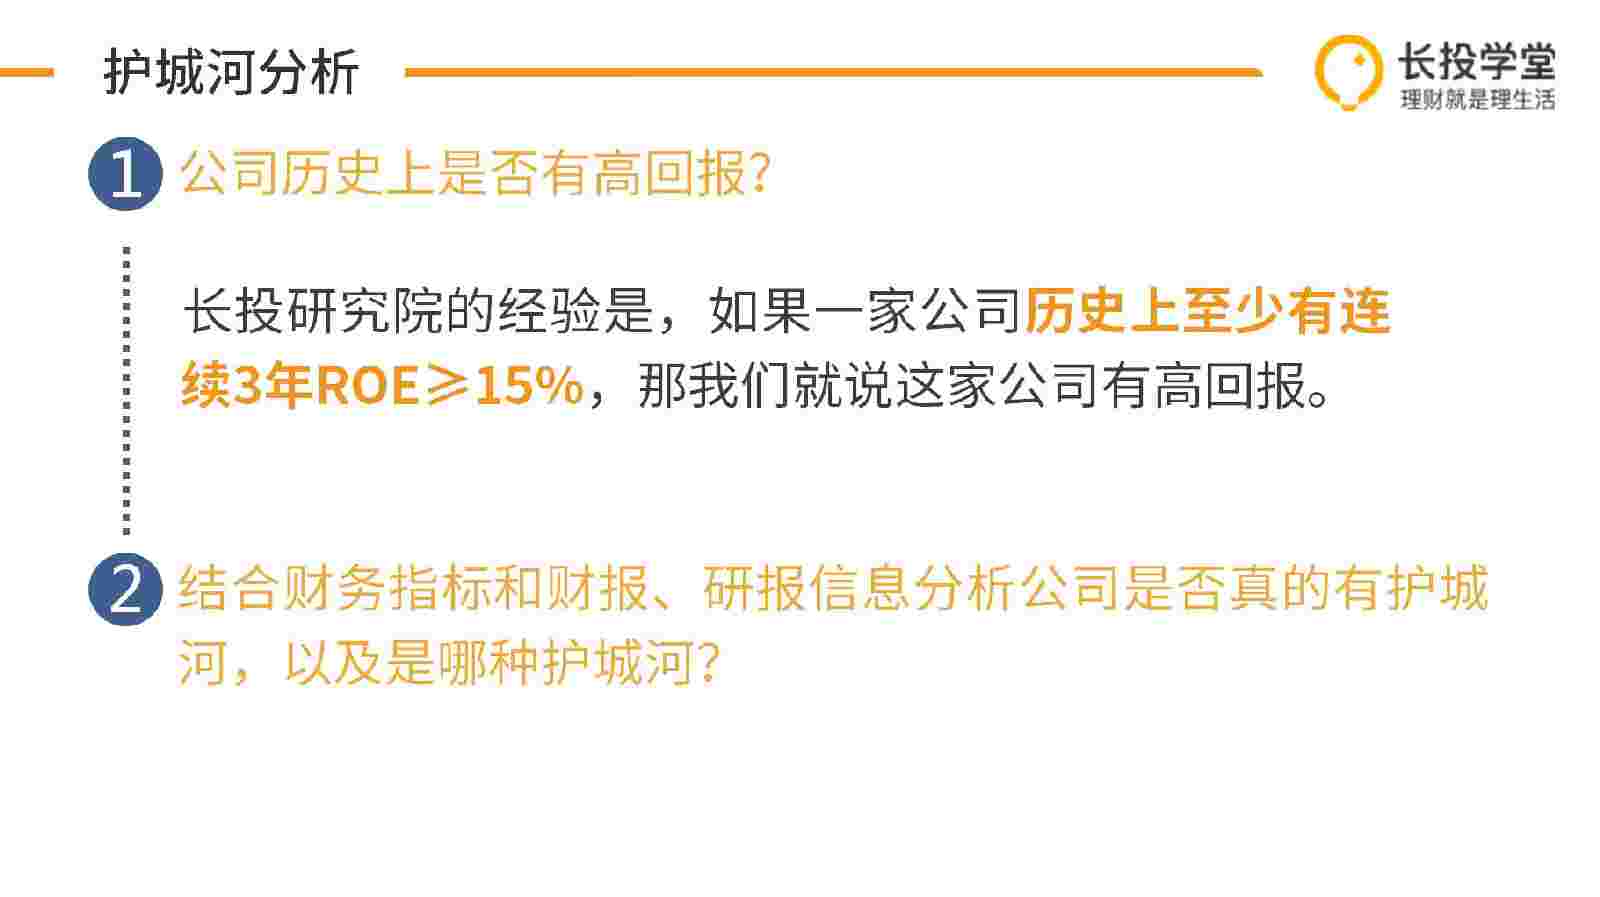 护城河分析
长投学堂
理财就是理生活
1 公司历史上是否有高回报？
长投研究院的经验是，如果一家公司历史上至少有连
续3年ROE≥15%，那我们就说这家公司有高回报。
2 结合财务指标和财报、研报信息分析公司是否真的有护城
河，以及是哪种护城河？